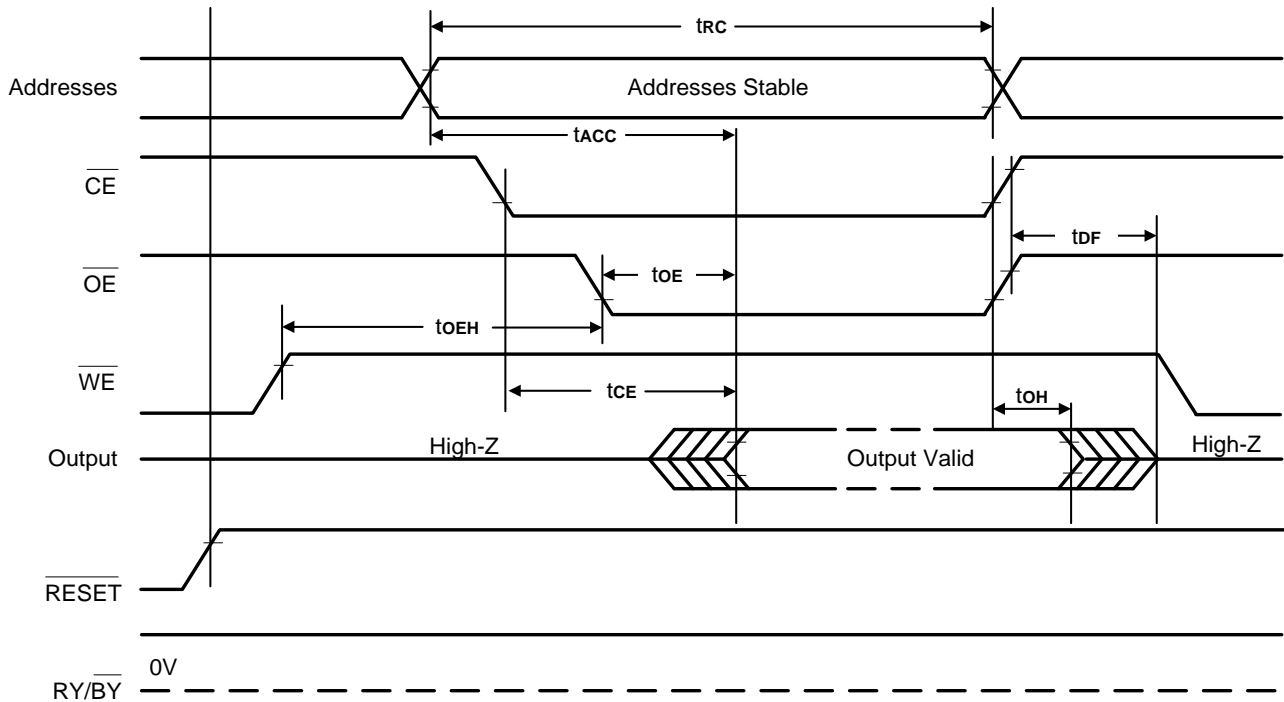 tRC
Addresses
Addresses Stable
tACC
CE
tDF
OE
tOE
tOEH
WE
tCE
tOH
High-Z
Output
Output Valid
High-Z
RESET
0V
RY/BY